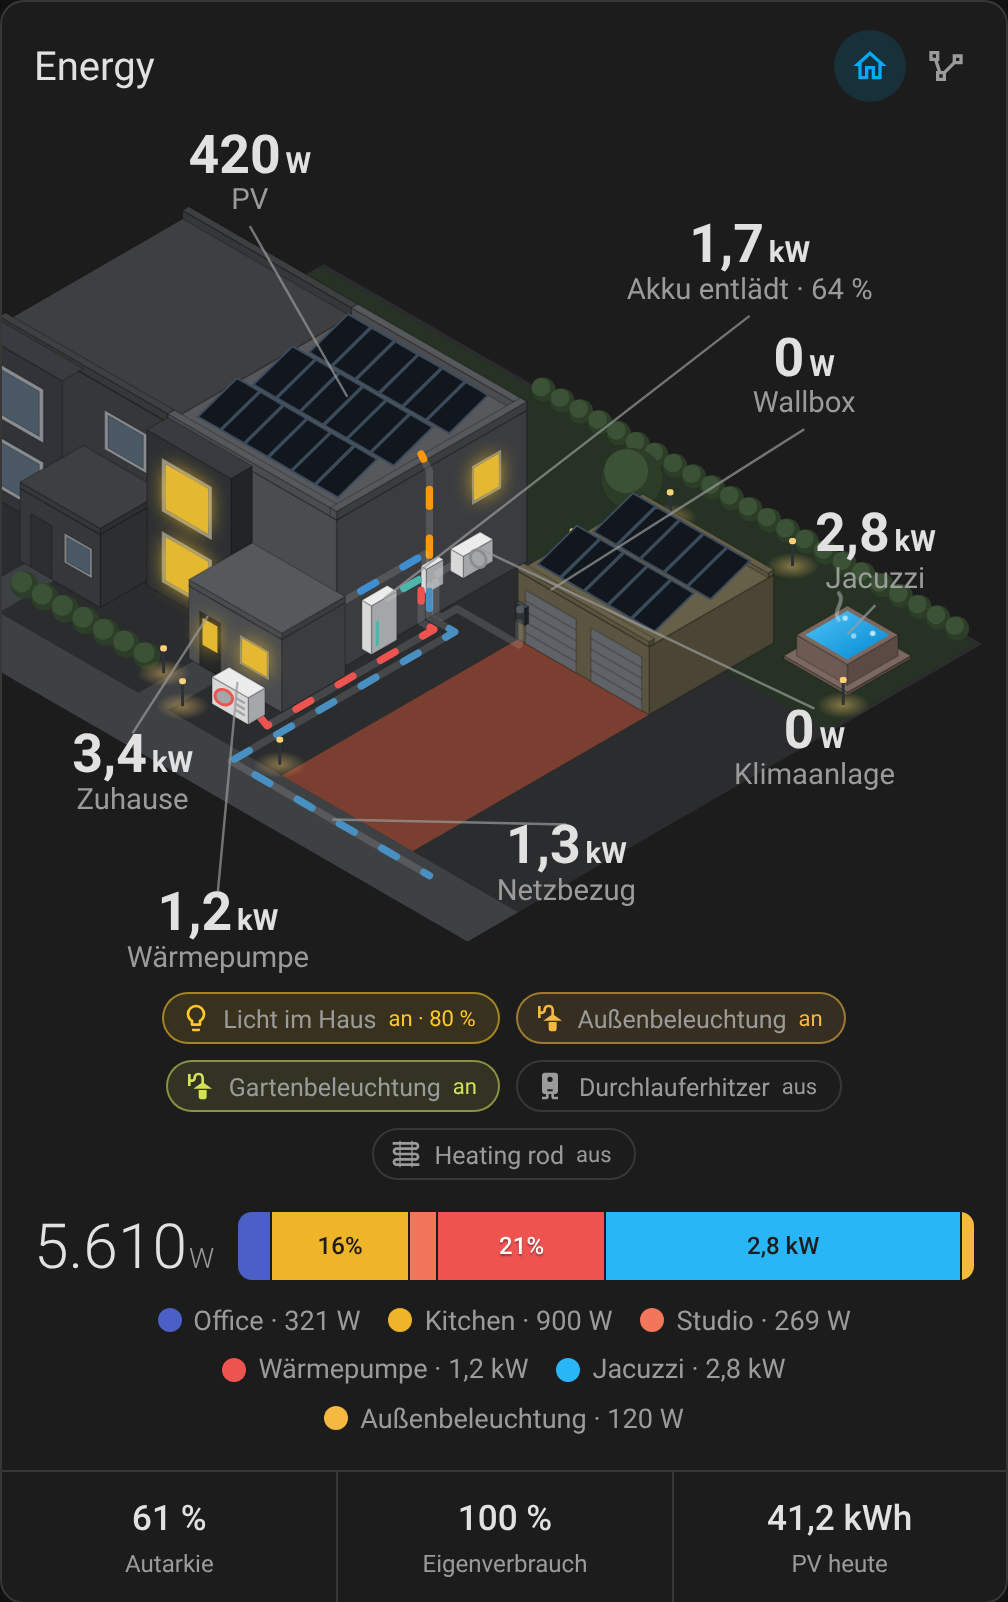 Energy
420 W
PV
1,7 kW
Akku entlädt · 64 %
0 W
Wallbox
2,8 kW
Jacuzzi
0 W
Klimaanlage
3,4 kW
Zuhause
1,3 kW
Netzbezug
1,2 kW
Wärmepumpe
Licht im Haus an · 80 %
Außenbeleuchtung an
Gartenbeleuchtung an
Durchlauferhitzer aus
Heating rod aus
5.610 W
16%
21%
2,8 kW
Office · 321 W
Kitchen · 900 W
Studio · 269 W
Wärmepumpe · 1,2 kW
Jacuzzi · 2,8 kW
Außenbeleuchtung · 120 W
61 %
Autarkie
100 %
Eigenverbrauch
41,2 kWh
PV heute